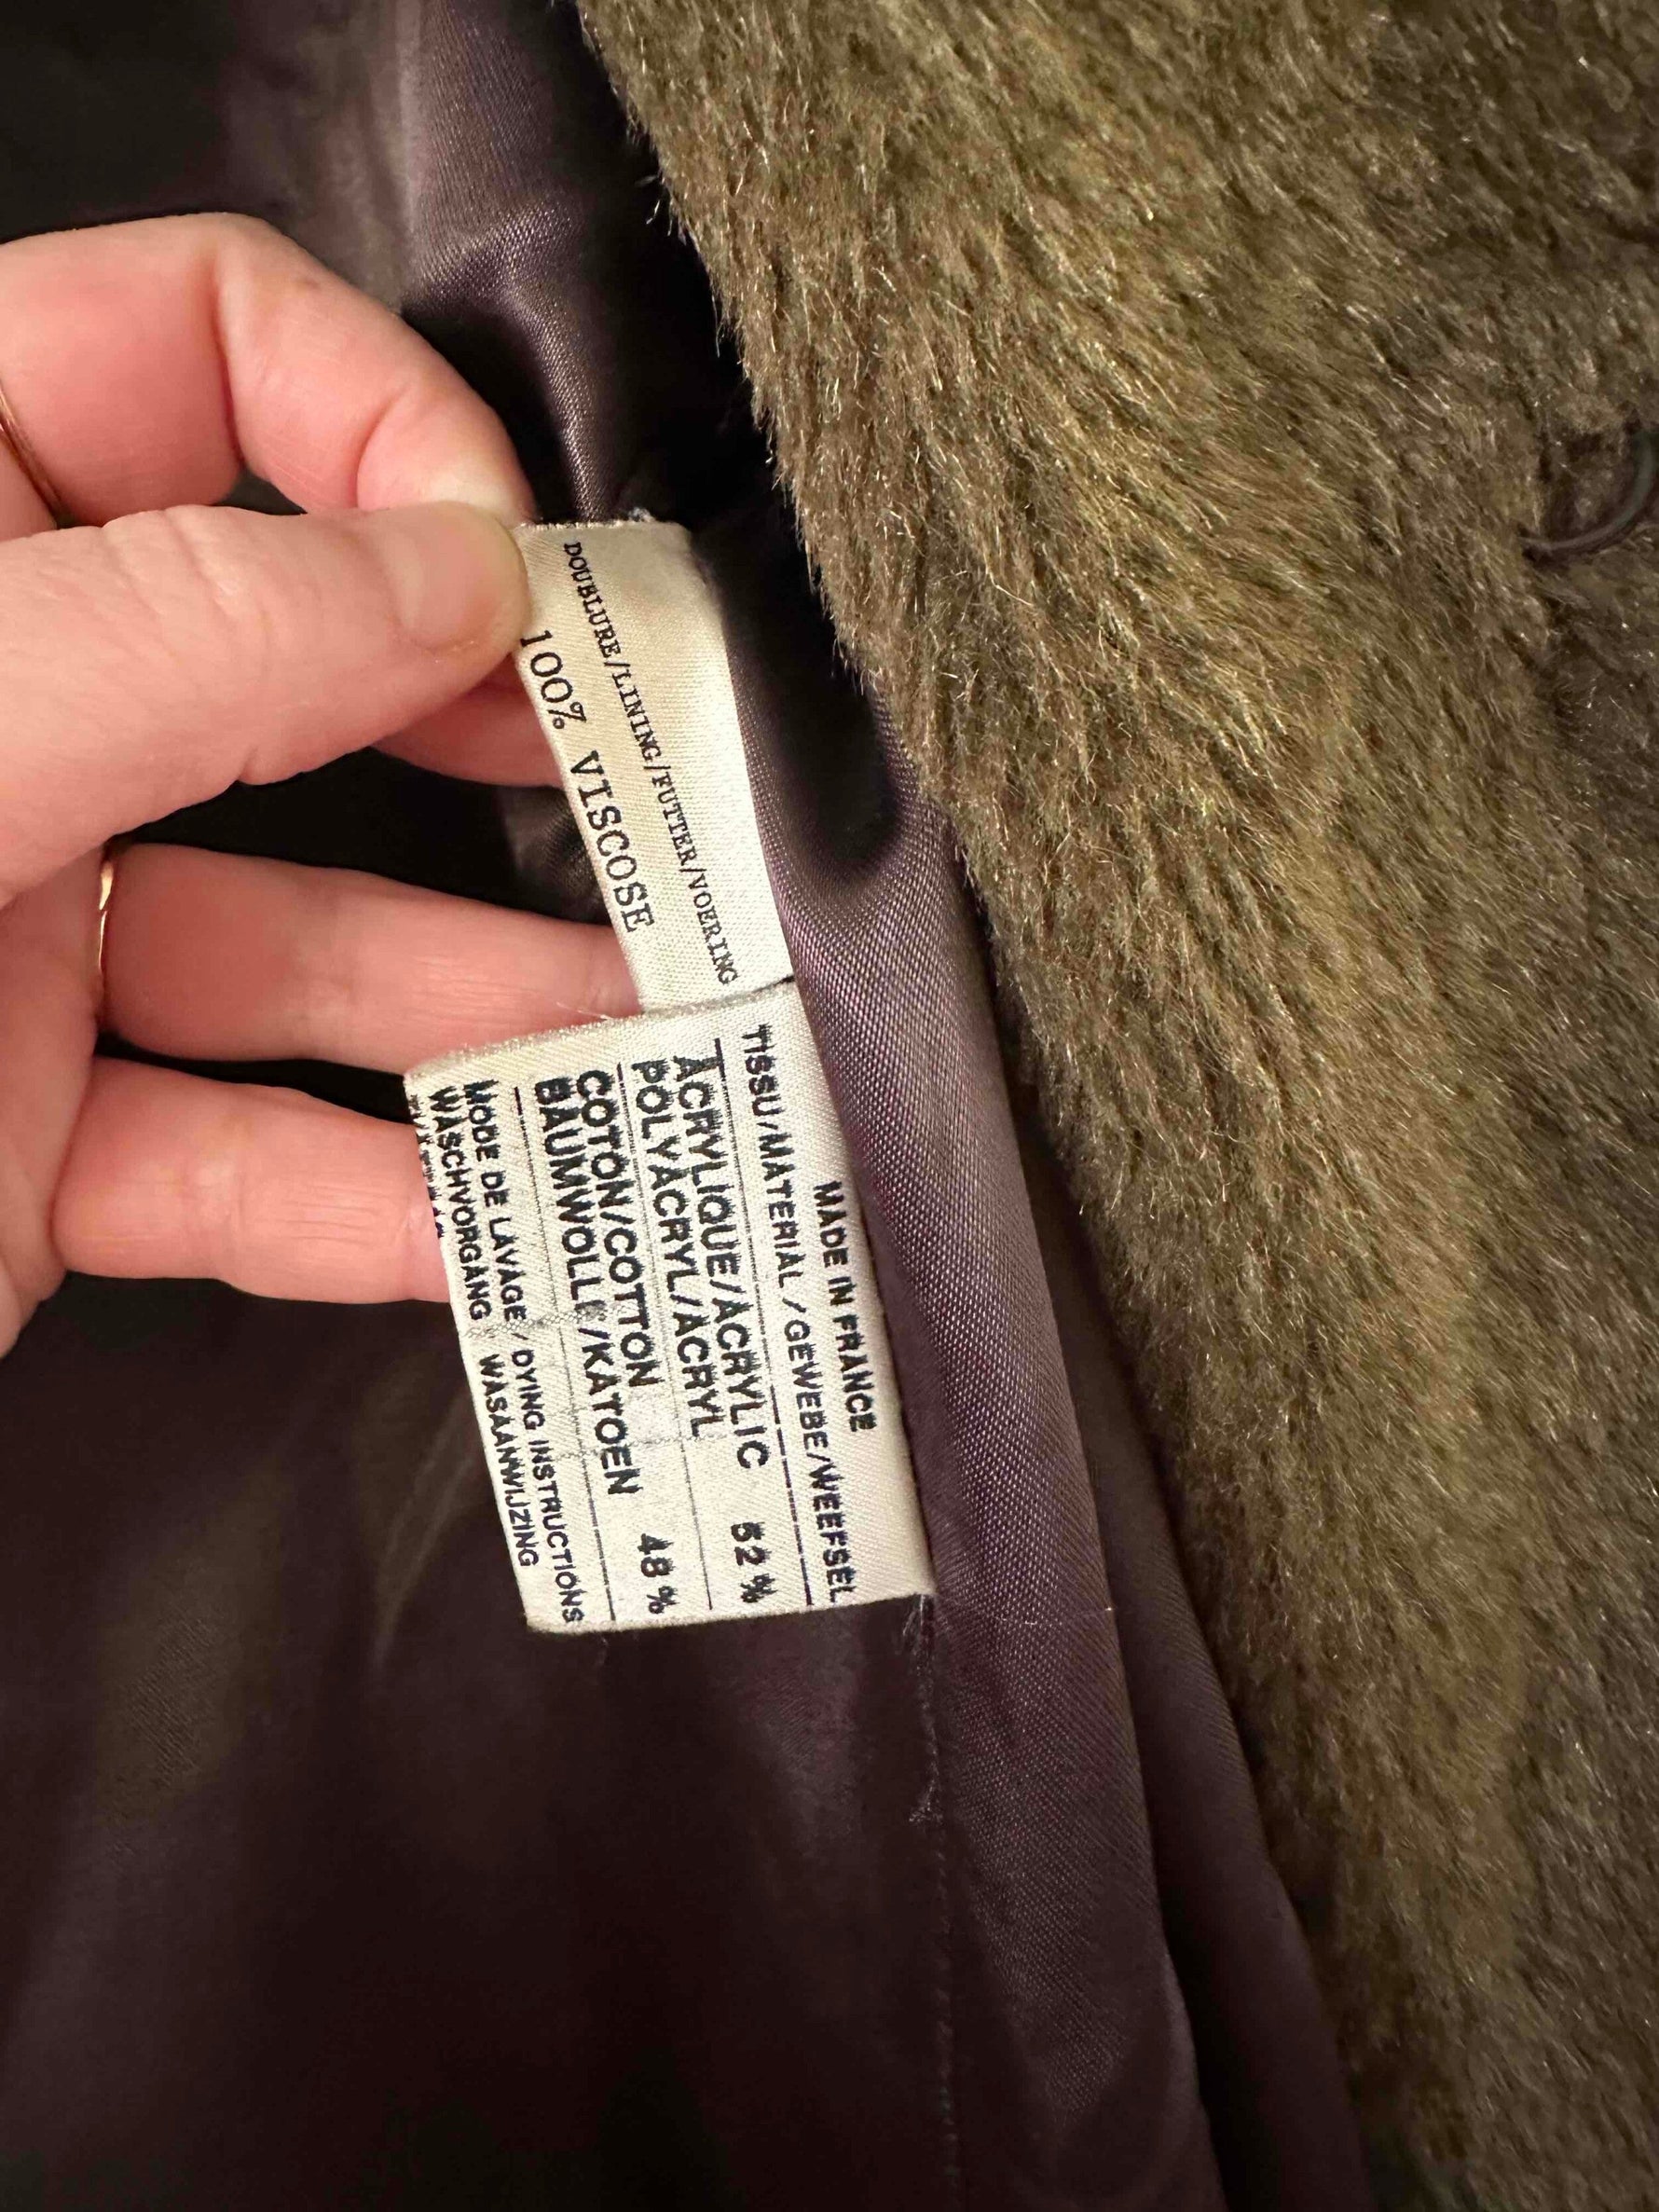 DOUBLURE/LINING/FUTTER/VOERING
100% VISCOSE
MADE IN FRANCE
TISSU/MATERIAL/GEWEBE/WEEFSEL
ACRYLIQUE/ACRYLIC 52%
POLYACRYL/ACRYL
COTON/COTTON 48%
BAUMWOLLE/KATOEN
MODE DE LAVAGE/DYING INSTRUCTIONS
WASCHVORGANG WASAANWIJZING